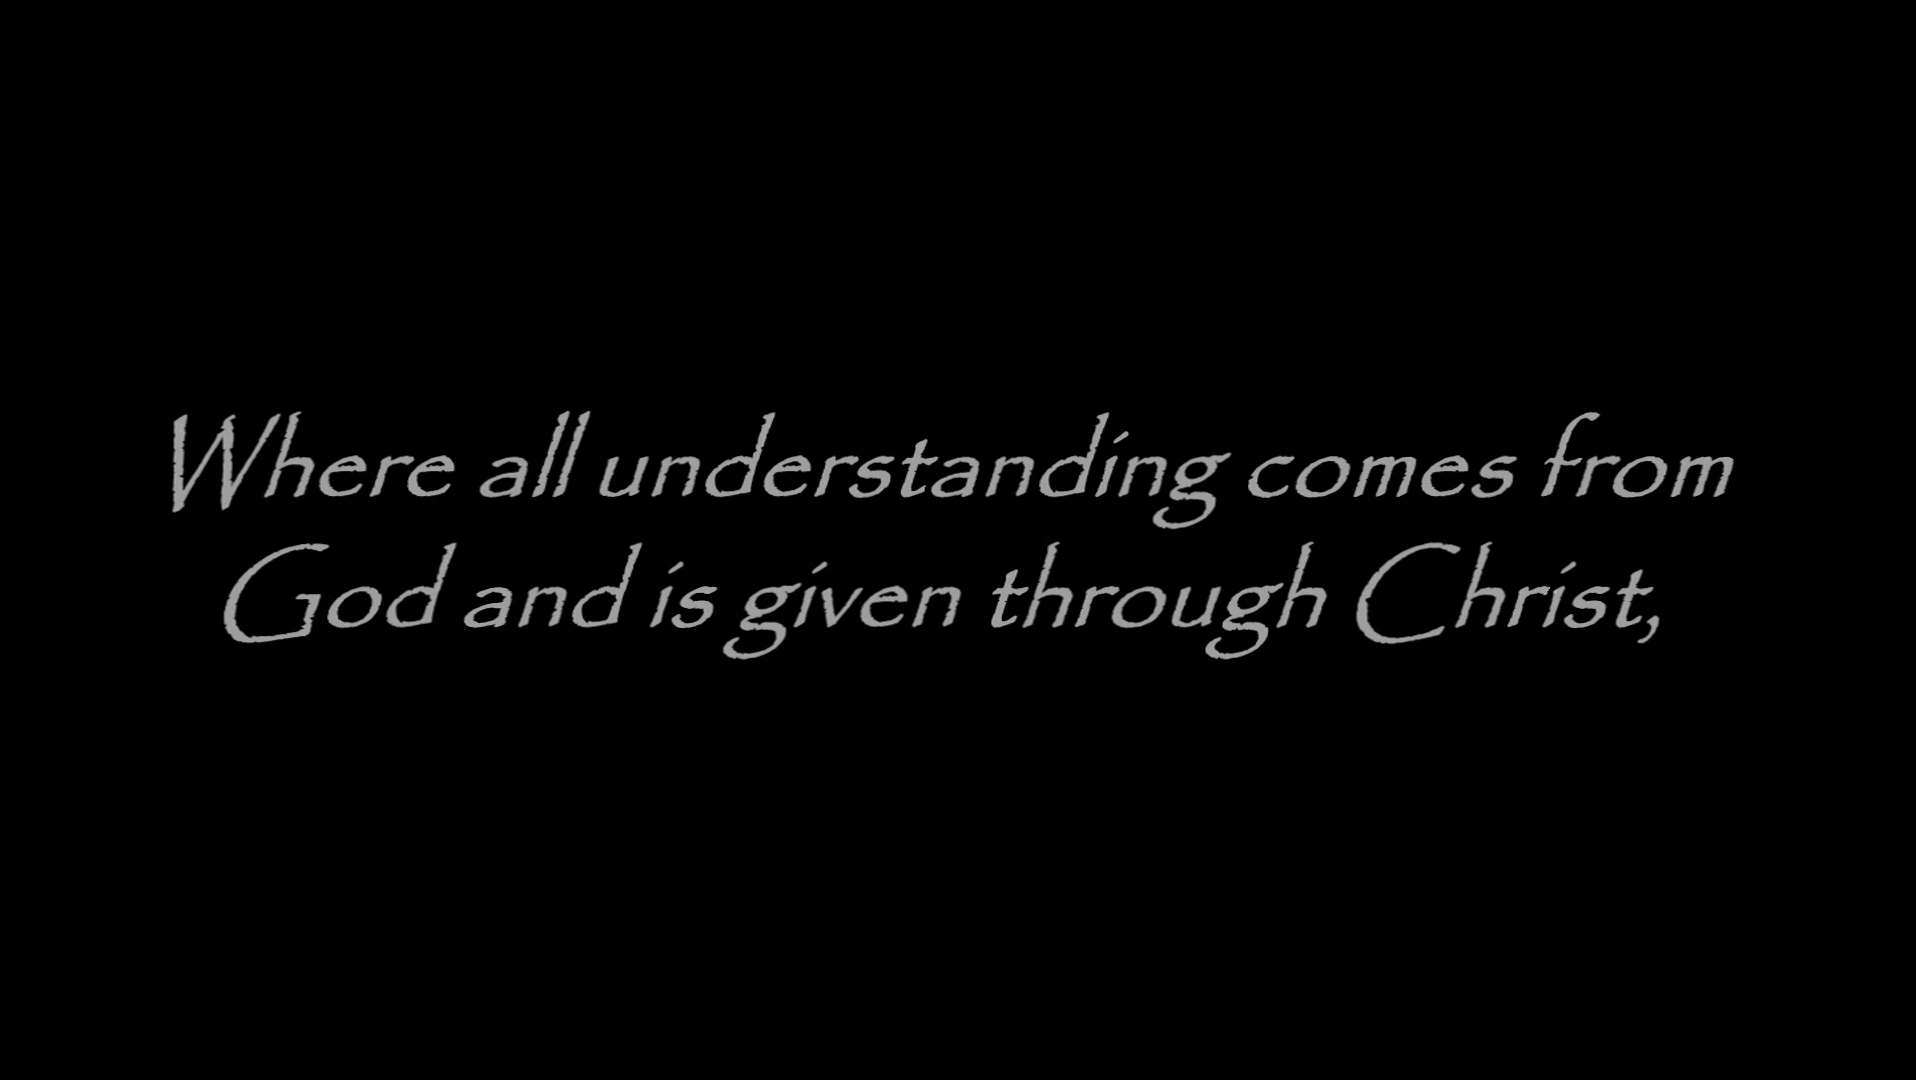 Where all understanding comes from
God and is given through Christ,